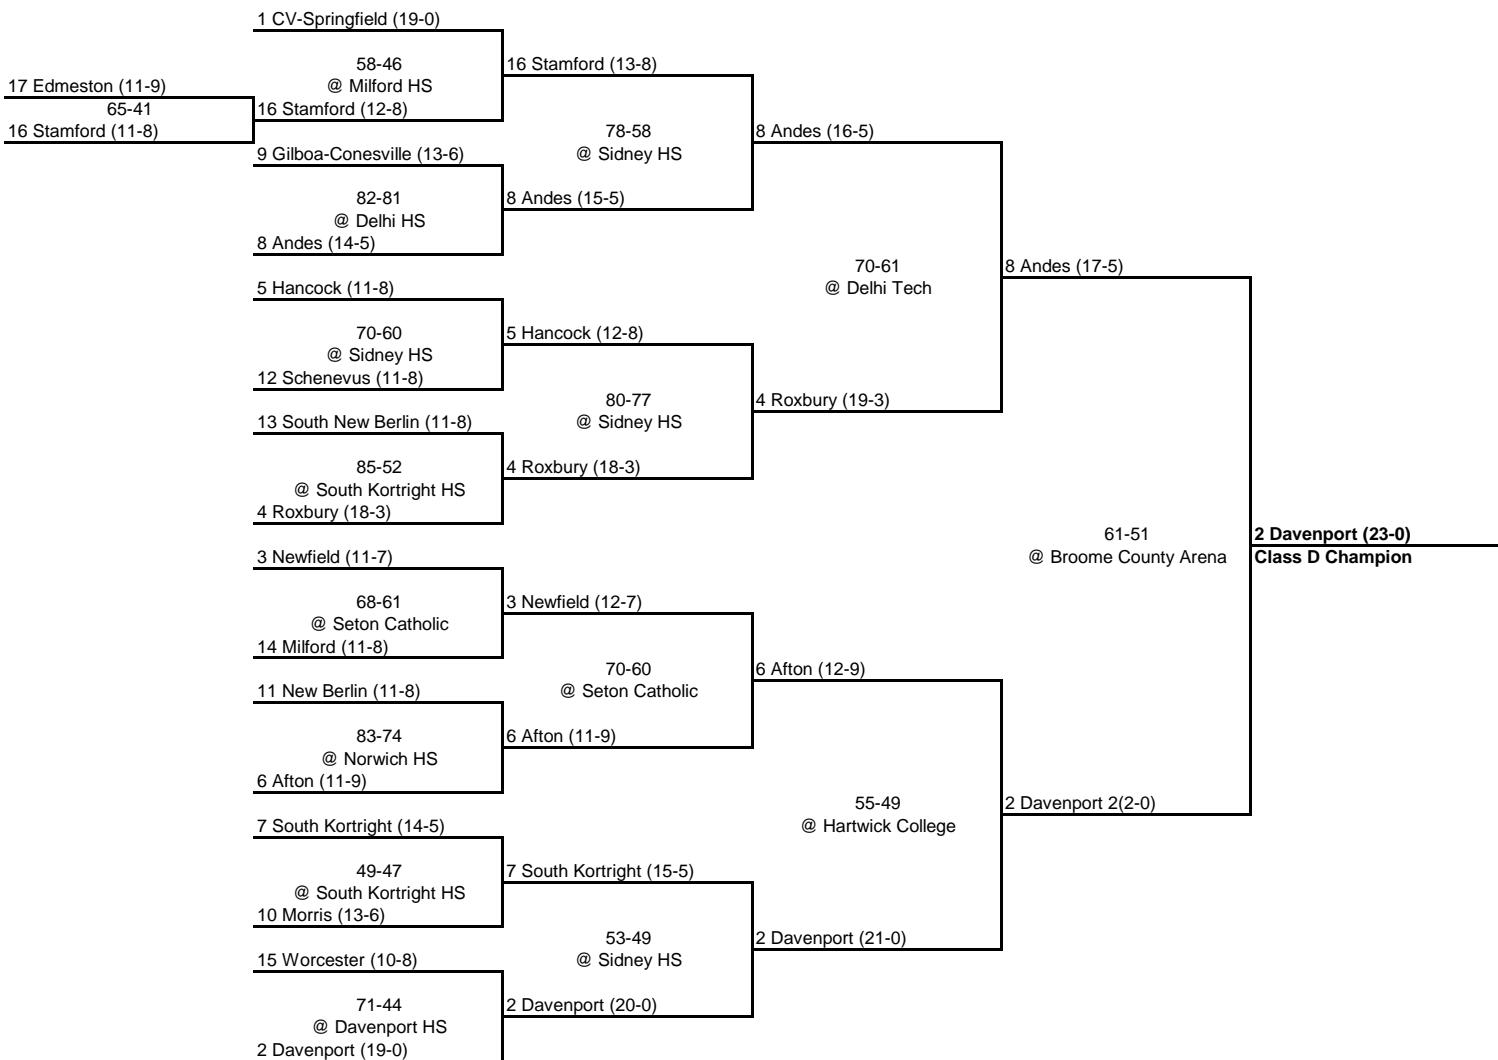 1 CV-Springfield (19-0)
58-46
@ Milford HS
16 Stamford (13-8)
17 Edmeston (11-9)
65-41
16 Stamford (12-8)
16 Stamford (11-8)
78-58
@ Sidney HS
8 Andes (16-5)
9 Gilboa-Conesville (13-6)
82-81
@ Delhi HS
8 Andes (15-5)
8 Andes (14-5)
70-61
@ Delhi Tech
8 Andes (17-5)
5 Hancock (11-8)
70-60
@ Sidney HS
5 Hancock (12-8)
12 Schenevus (11-8)
80-77
@ Sidney HS
4 Roxbury (19-3)
13 South New Berlin (11-8)
85-52
@ South Kortright HS
4 Roxbury (18-3)
4 Roxbury (18-3)
61-51
@ Broome County Arena
2 Davenport (23-0)
Class D Champion
3 Newfield (11-7)
68-61
@ Seton Catholic
3 Newfield (12-7)
14 Milford (11-8)
70-60
@ Seton Catholic
6 Afton (12-9)
11 New Berlin (11-8)
83-74
@ Norwich HS
6 Afton (11-9)
6 Afton (11-9)
55-49
@ Hartwick College
2 Davenport 2(2-0)
7 South Kortright (14-5)
49-47
@ South Kortright HS
7 South Kortright (15-5)
10 Morris (13-6)
53-49
@ Sidney HS
2 Davenport (21-0)
15 Worcester (10-8)
71-44
@ Davenport HS
2 Davenport (20-0)
2 Davenport (19-0)